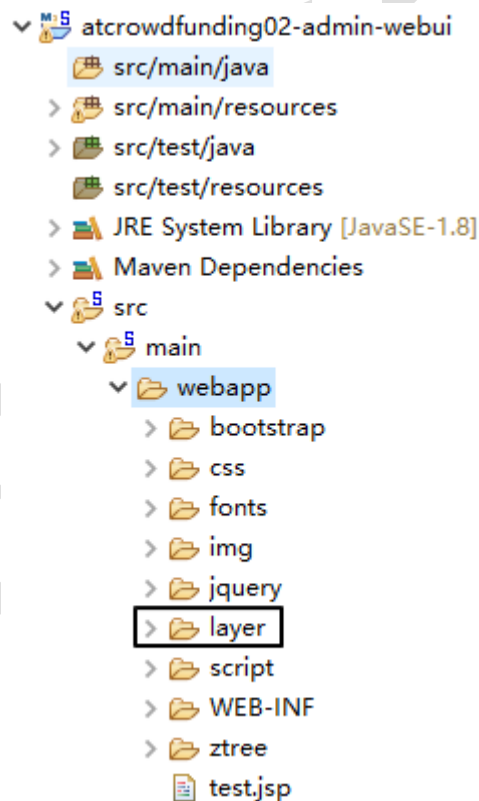 atcrowdfunding02-admin-webui
src/main/java
src/main/resources
src/test/java
src/test/resources
JRE System Library [JavaSE-1.8]
Maven Dependencies
src
main
webapp
bootstrap
css
fonts
img
jquery
layer
script
WEB-INF
ztree
test.jsp